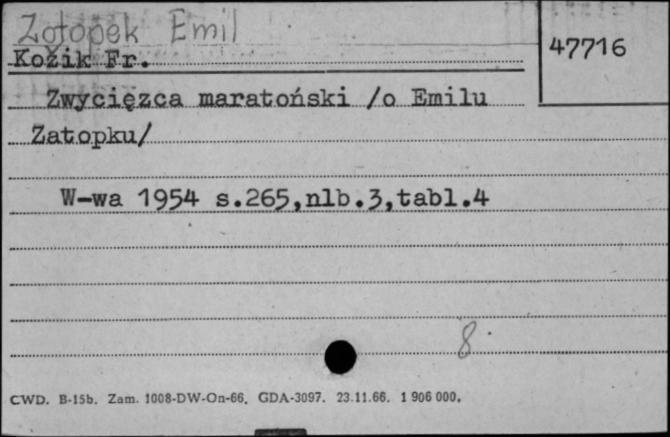 Zotopek Emil
47716
Kožik Fr.
Zwycięzca maratoński /o Emilu
Zatopku/
W-wa 1954 s.265,nlb.3,tabl.4
8
CWD. B-15b. Zam. 1008-DW-On-66. GDA-3097. 23.11.66. 1 906 000.